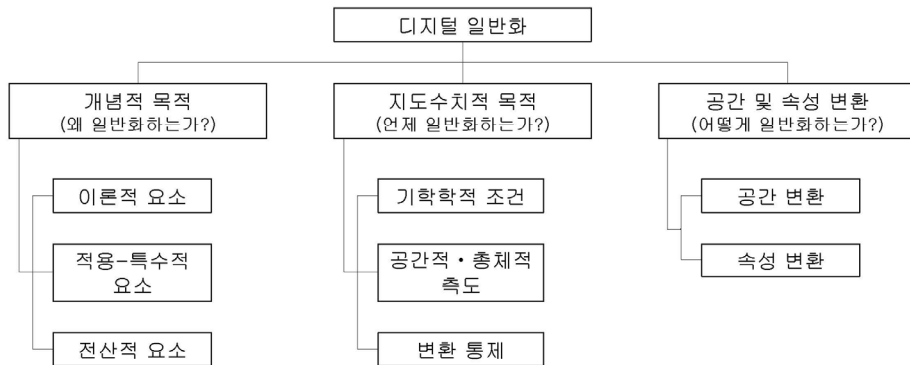 디지털 일반화
개념적 목적
(왜 일반화하는가?)
지도수치적 목적
(언제 일반화하는가?)
공간 및 속성 변환
(어떻게 일반화하는가?)
이론적 요소
적용-특수적
요소
전산적 요소
기학학적 조건
공간적・총체적
측도
변환 통제
공간 변환
속성 변환